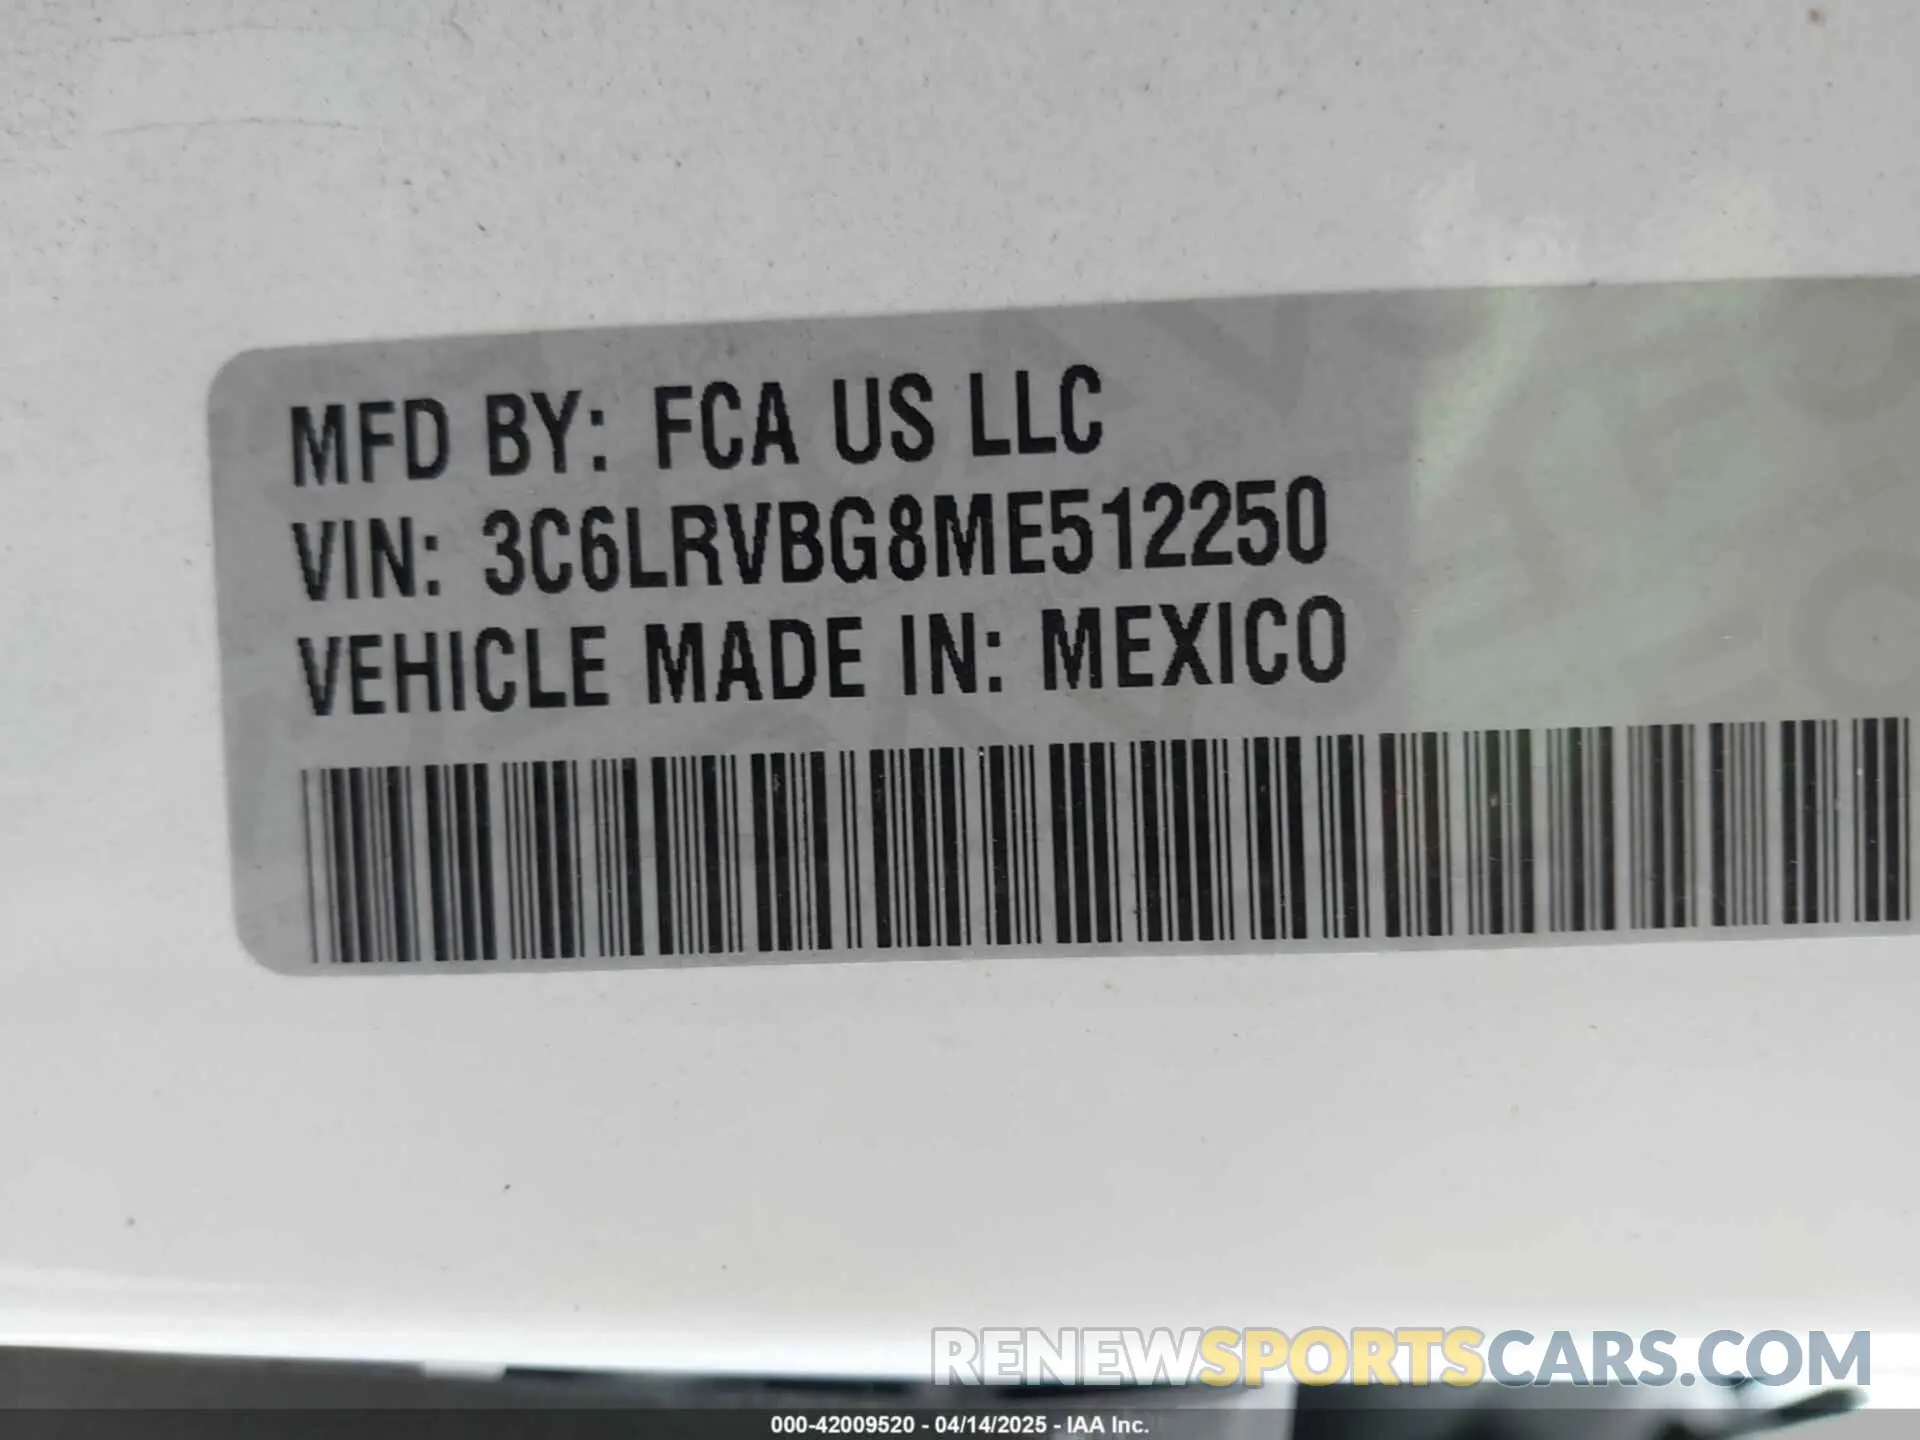 MFD BY: FCA US LLC
VIN: 3C6LRVBG8ME512250
VEHICLE MADE IN: MEXICO
RENEWSPORTSCARS.COM
000-42009520 - 04/14/2025 - IAA Inc.